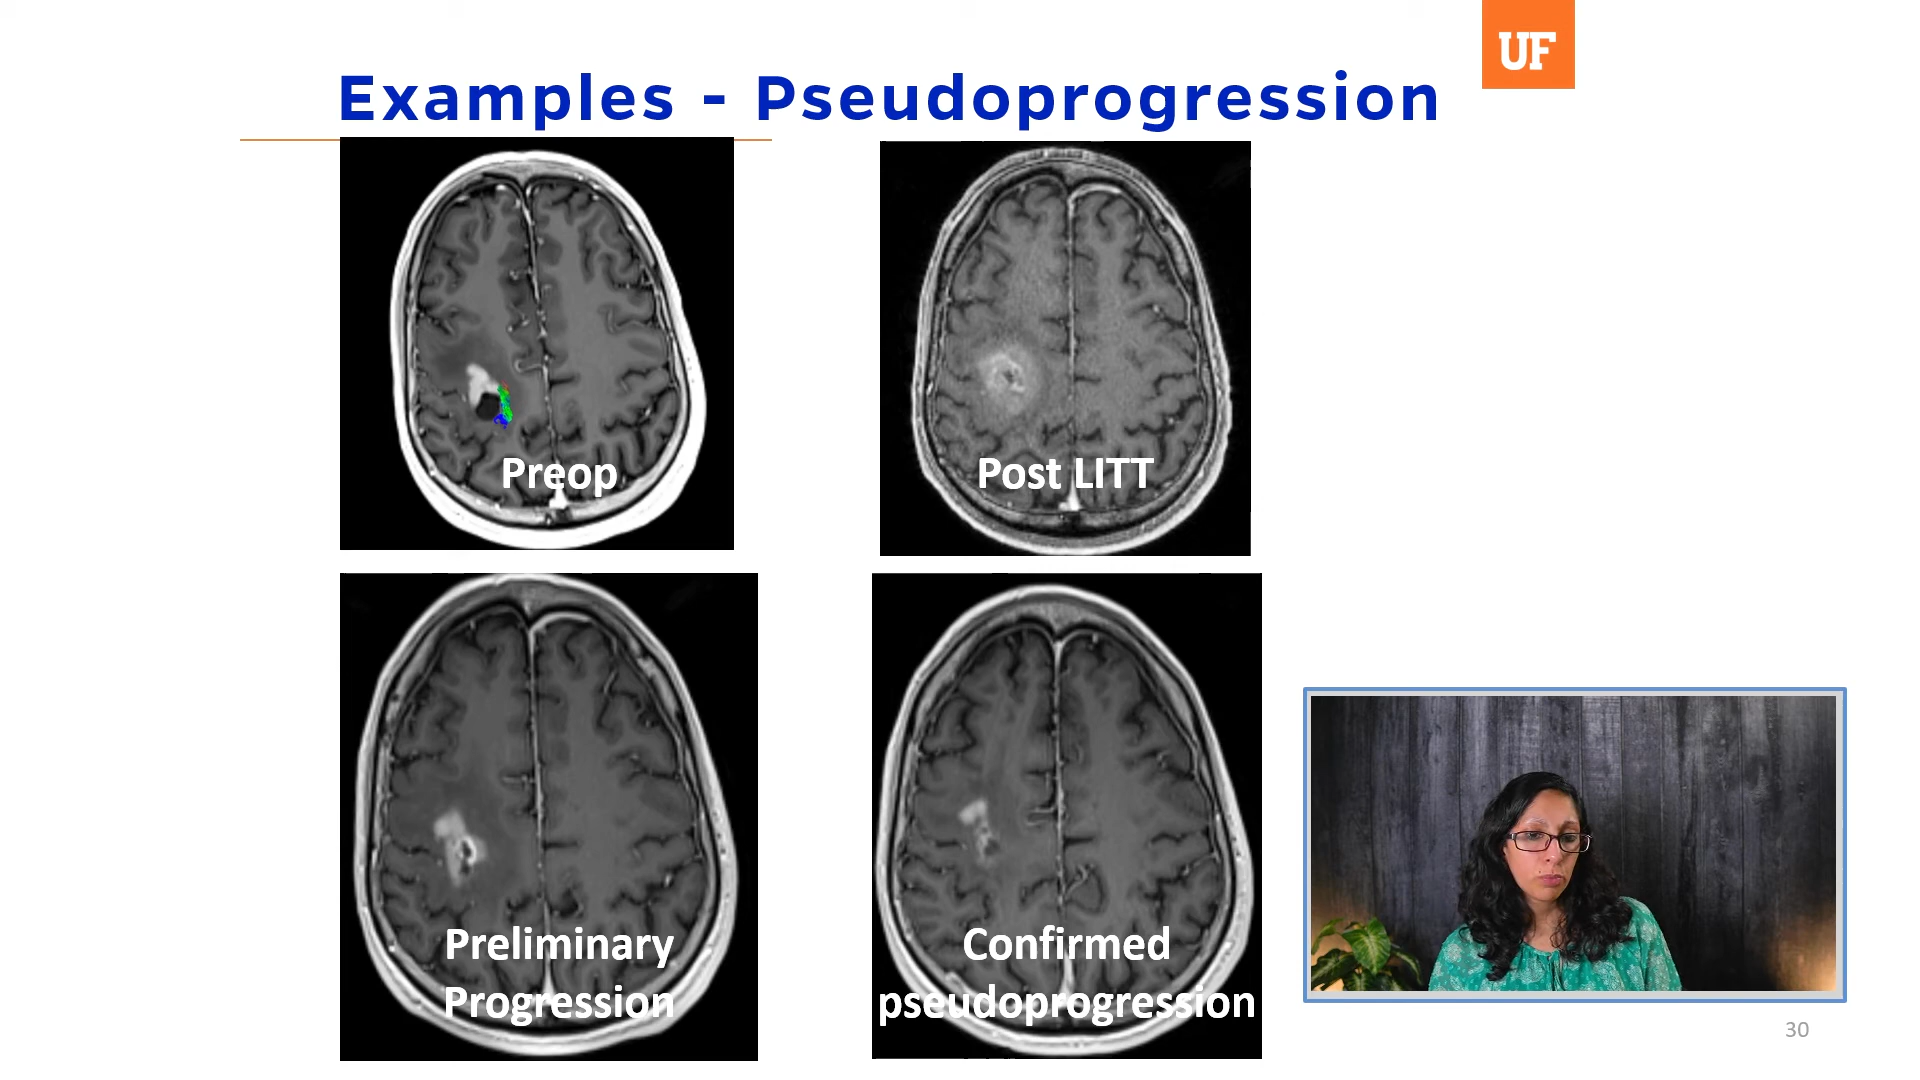 UF
Examples - Pseudoprogression
Preop
Post LITT
Preliminary
Progression
Confirmed
pseudoprogression
30